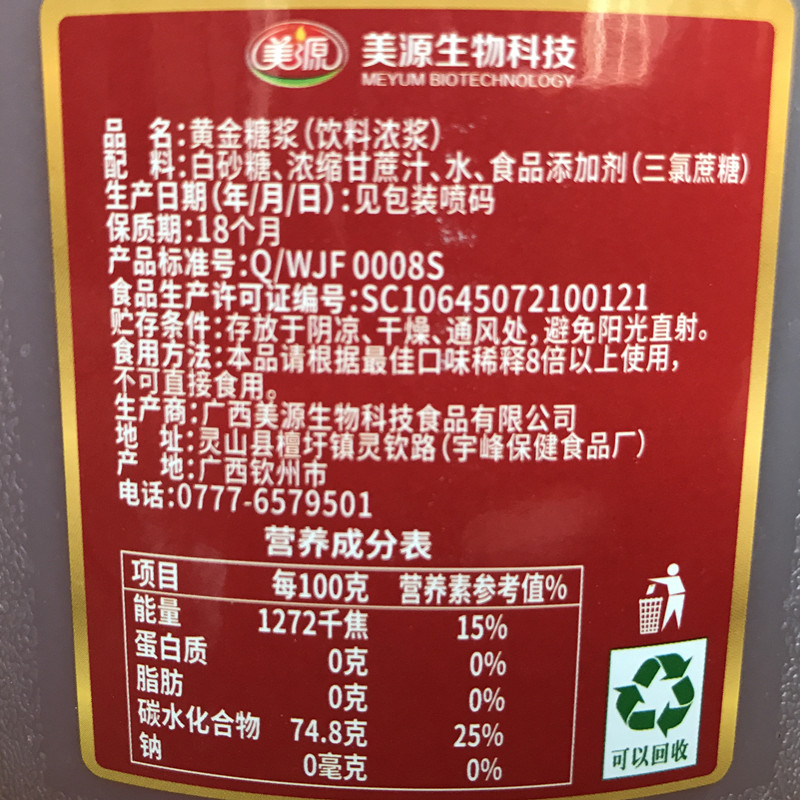 美源 美源生物科技
MEYUM BIOTECHNOLOGY
品 名:黄金糖浆(饮料浓浆)
配 料:白砂糖、浓缩甘蔗汁、水、食品添加剂(三氯蔗糖)
生产日期(年/月/日):见包装喷码
保质期:18个月
产品标准号:Q/WJF 0008S
食品生产许可证编号:SC10645072100121
贮存条件:存放于阴凉、干燥、通风处,避免阳光直射。
食用方法:本品请根据最佳口味稀释8倍以上使用,
不可直接食用。
生产商:广西美源生物科技食品有限公司
地 址:灵山县檀圩镇灵钦路(宇峰保健食品厂)
产 地:广西钦州市
电话:0777-6579501
营养成分表
项目 每100克 营养素参考值%
能量 1272千焦 15%
蛋白质 0克 0%
脂肪 0克 0%
碳水化合物 74.8克 25%
钠 0毫克 0%
可以回收